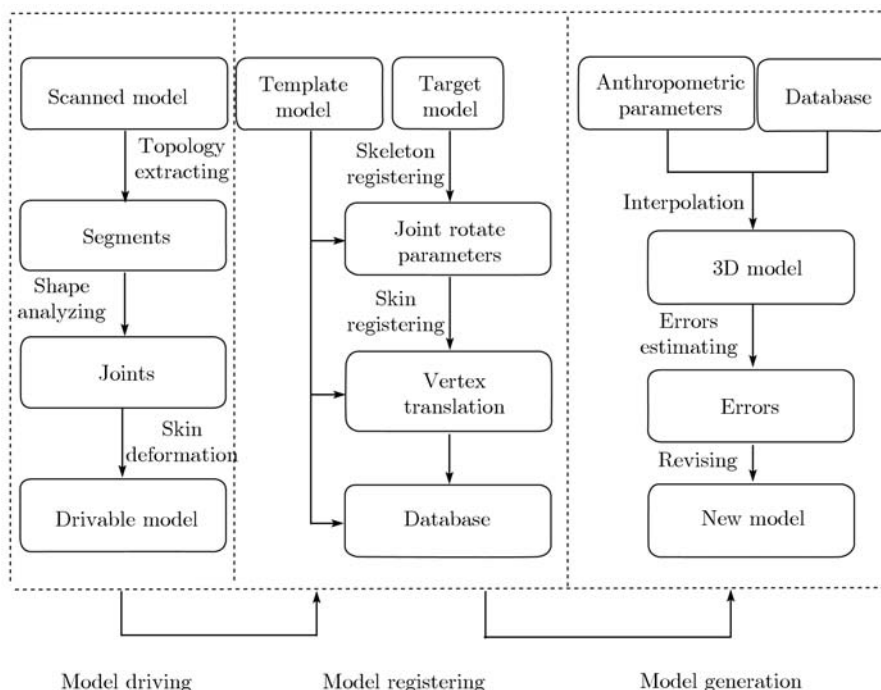 Scanned model
Topology
extracting
Segments
Shape
analyzing
Joints
Skin
deformation
Drivable model
Template
model
Target
model
Skeleton
registering
Joint rotate
parameters
Skin
registering
Vertex
translation
Database
Anthropometric
parameters
Database
Interpolation
3D model
Errors
estimating
Errors
Revising
New model
Model driving
Model registering
Model generation